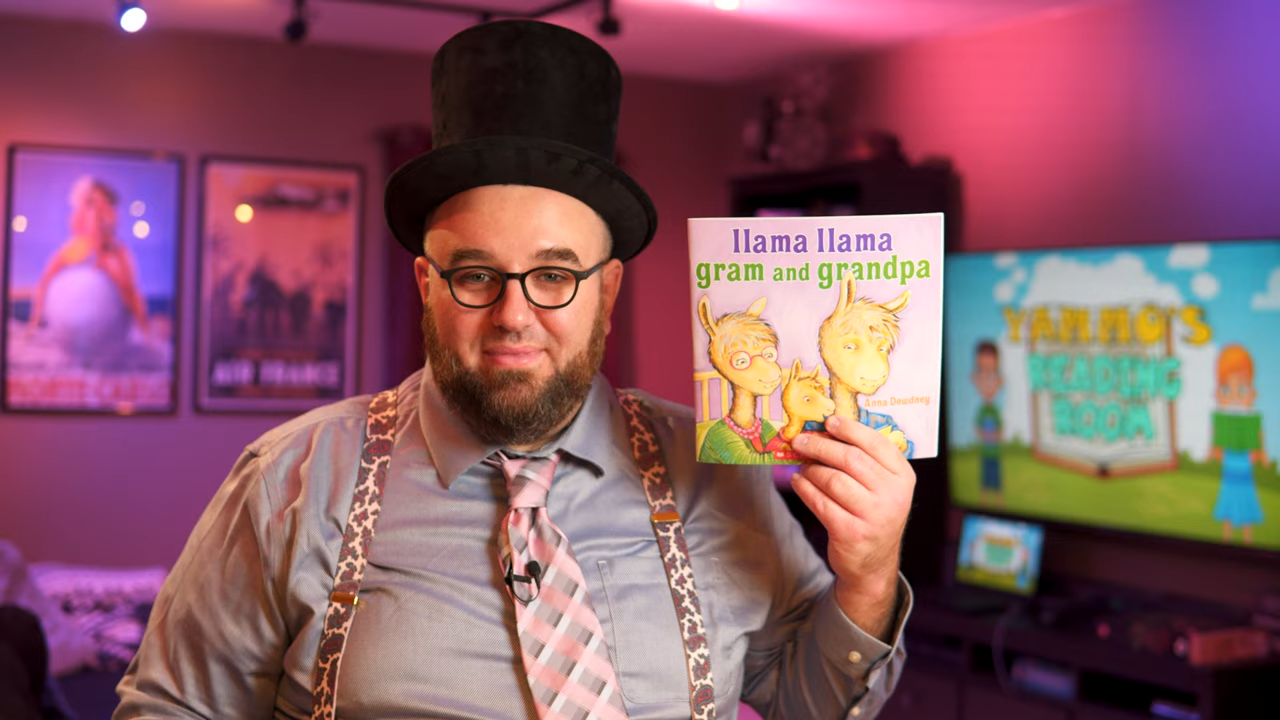 llama llama
gram and grandpa
Anna Dewdney
YAMMO'S
READING
ROOM
AIR FRANCE